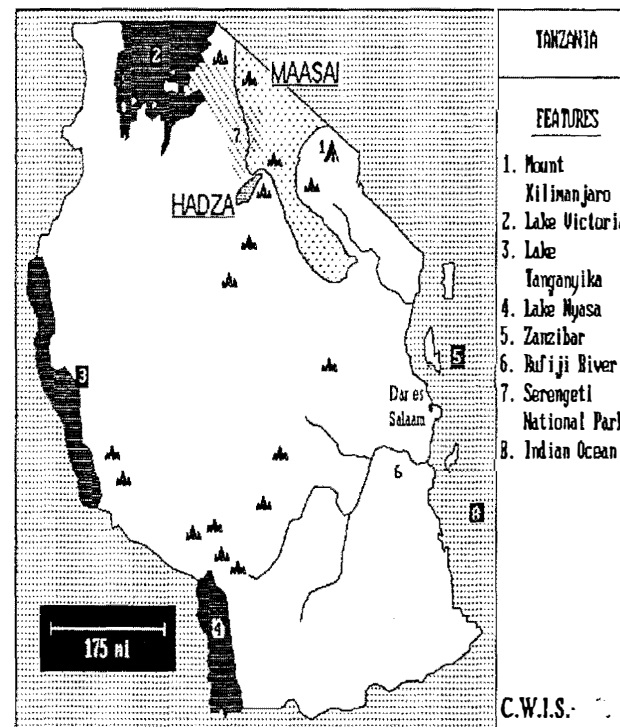 TANZANIA
FEATURES
1. Mount
Kilimanjaro
2. Lake Victoria
3. Lake
Tanganyika
4. Lake Nyasa
5. Zanzibar
6. Rufiji River
7. Serengeti
National Park
8. Indian Ocean
C.W.I.S.
2
MAASAI
7
1
HADZA
3
5
Dar es
Salaam
6
8
4
175 ml